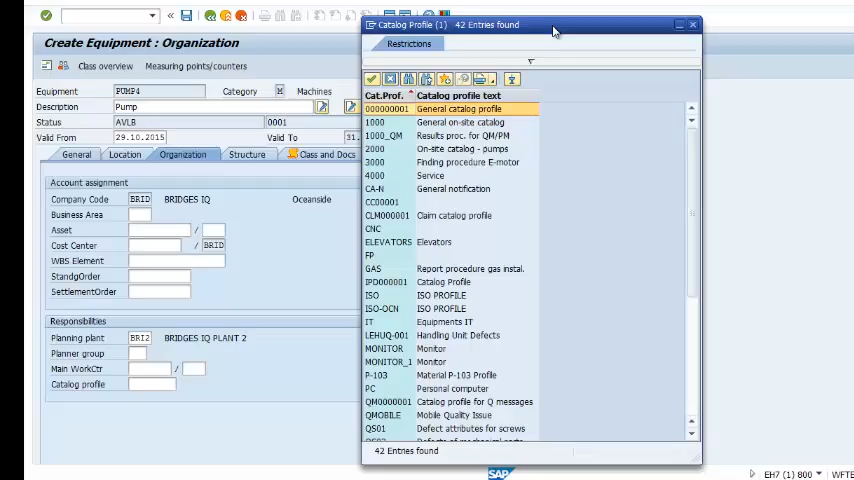 Create Equipment : Organization
Class overview Measuring points/counters
Equipment PUMP4 Category M Machines
Description Pump
Status AVLB 0001
Valid From 29.10.2015 Valid To 31.
General Location Organization Structure Class and Docs
Account assignment
Company Code BRID BRIDGES IQ Oceanside
Business Area
Asset /
Cost Center / BRID
WBS Element
StandgOrder
SettlementOrder
Responsibilities
Planning plant BRI2 BRIDGES IQ PLANT 2
Planner group
Main WorkCtr /
Catalog profile
Catalog Profile (1) 42 Entries found
Restrictions
Cat.Prof. Catalog profile text
000000001 General catalog profile
1000 General on-site catalog
1000_QM Results proc. for QM/PM
2000 On-site catalog - pumps
3000 Finding procedure E-motor
4000 Service
CA-N General notification
CC00001
CLM000001 Claim catalog profile
CNC
ELEVATORS Elevators
FP
GAS Report procedure gas instal.
IPD000001 Catalog Profile
ISO ISO PROFILE
ISO-OCN ISO PROFILE
IT Equipments IT
LEHUQ-001 Handling Unit Defects
MONITOR Monitor
MONITOR_1 Monitor
P-103 Material P-103 Profile
PC Personal computer
QM0000001 Catalog profile for Q messages
QMOBILE Mobile Quality Issue
QS01 Defect attributes for screws
42 Entries found
SAP
EH7 (1) 800 WFTE